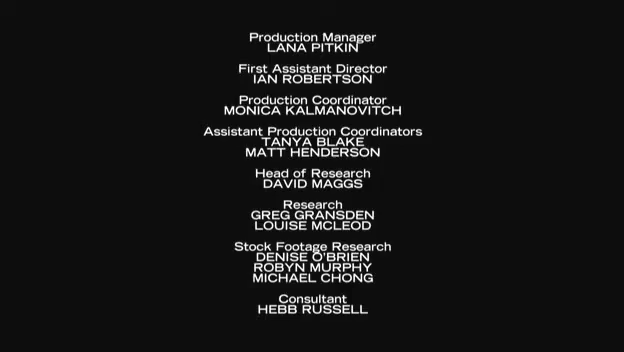 Production Manager
LANA PITKIN
First Assistant Director
IAN ROBERTSON
Production Coordinator
MONICA KALMANOVITCH
Assistant Production Coordinators
TANYA BLAKE
MATT HENDERSON
Head of Research
DAVID MAGGS
Research
GREG GRANSDEN
LOUISE MCLEOD
Stock Footage Research
DENISE O'BRIEN
ROBYN MURPHY
MICHAEL CHONG
Consultant
HEBB RUSSELL